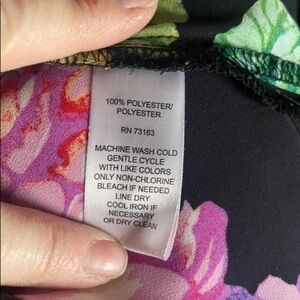 100% POLYESTER/
POLYESTER
RN 73163
MACHINE WASH COLD
GENTLE CYCLE
WITH LIKE COLORS
ONLY NON-CHLORINE
BLEACH IF NEEDED
LINE DRY
COOL IRON IF
NECESSARY
OR DRY CLEAN